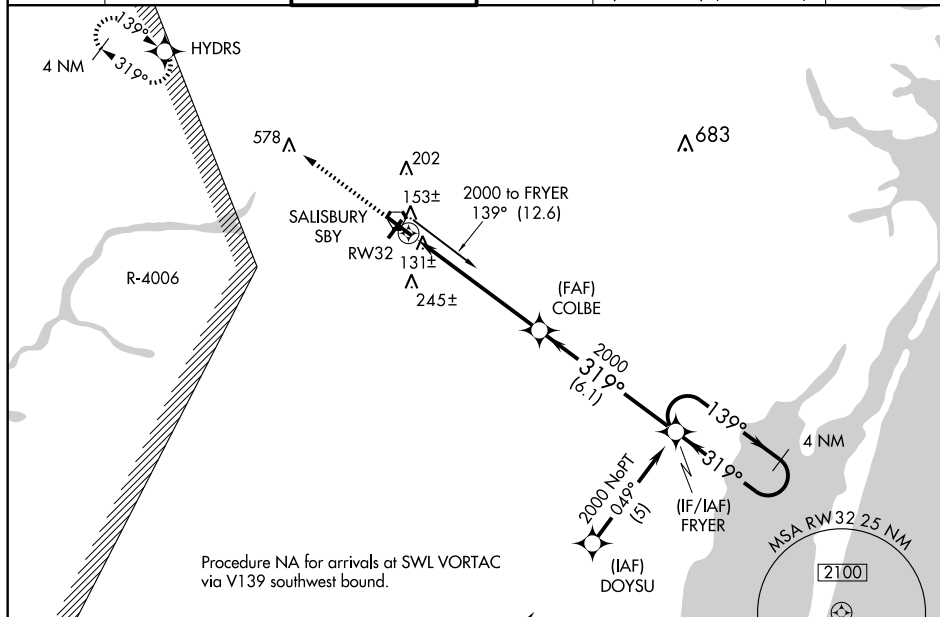 139°
HYDRS
4 NM
319°
578
683
202
153±
2000 to FRYER
139° (12.6)
SALISBURY
SBY
RW32
131±
R-4006
245±
(FAF)
COLBE
2000
319°
(6.1)
139°
4 NM
319°
2000 NoPT
049°
(5)
(IF/IAF)
FRYER
MSA RW32 25 NM
2100
Procedure NA for arrivals at SWL VORTAC
via V139 southwest bound.
(IAF)
DOYSU